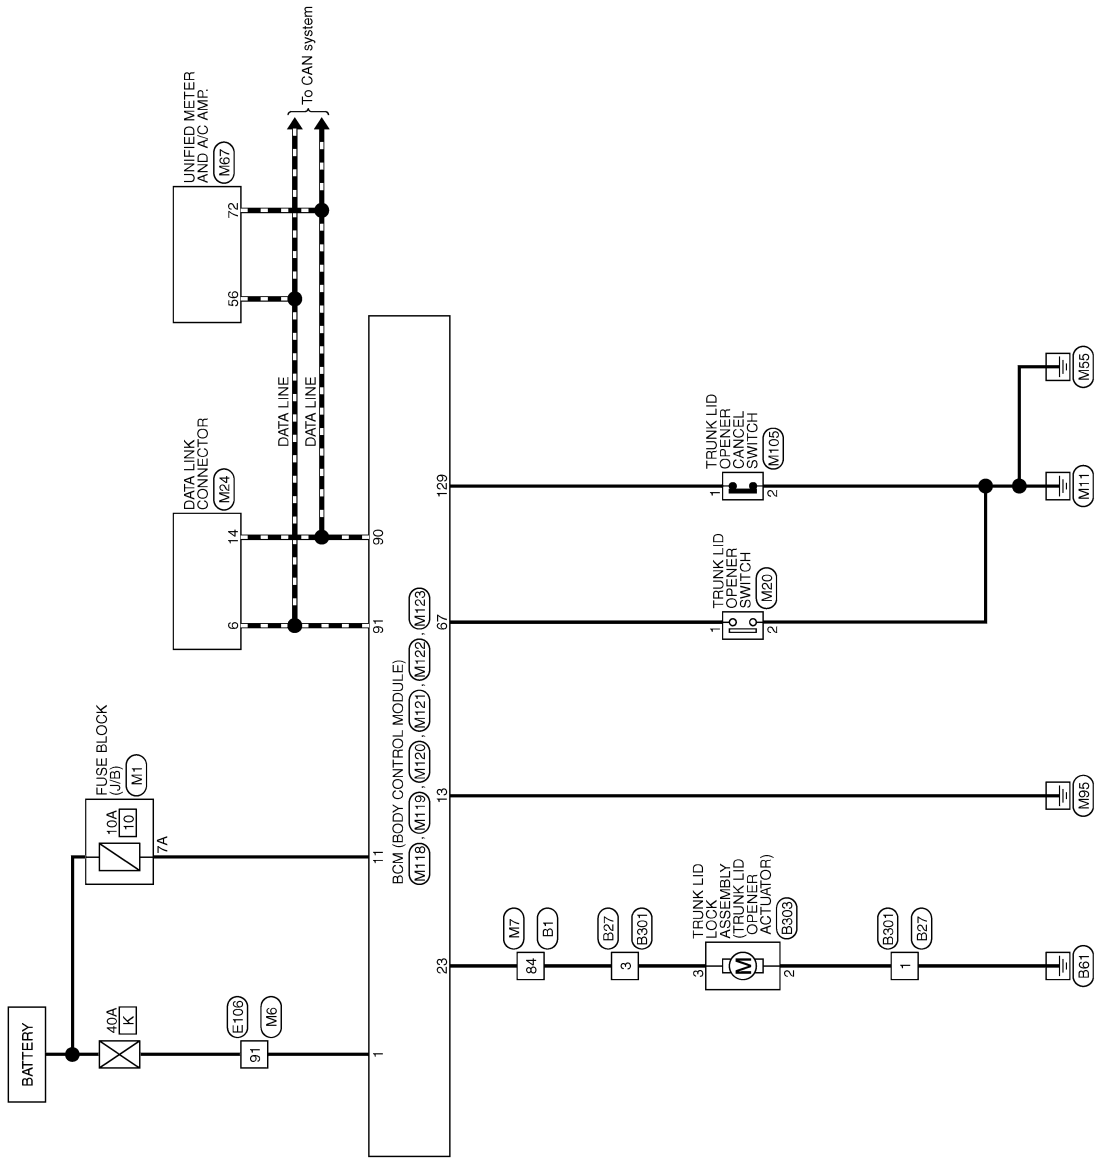 BATTERY
40A
K
E106
91
M6
1
FUSE BLOCK
(J/B)
M1
10A
10
7A
11
DATA LINK
CONNECTOR
M24
6
14
UNIFIED METER
AND A/C AMP.
M67
56
72
DATA LINE
DATA LINE
To CAN system
91
90
BCM (BODY CONTROL MODULE)
M118 , M119 , M120 , M121 , M122 , M123
23
13
67
129
M7
84
B1
B27
3
B301
TRUNK LID
LOCK
ASSEMBLY
(TRUNK LID
OPENER
ACTUATOR)
B303
3
M
2
B301
1
B27
B61
M95
TRUNK LID
OPENER
SWITCH
M20
1
2
TRUNK LID
OPENER
CANCEL
SWITCH
M105
1
2
M11
M55